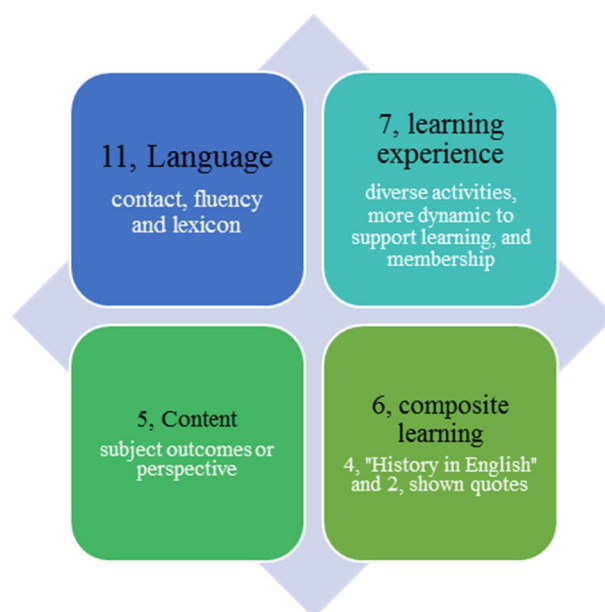 11, Language
contact, fluency
and lexicon
7, learning
experience
diverse activities,
more dynamic to
support learning, and
membership
5, Content
subject outcomes or
perspective
6, composite
learning
4, "History in English"
and 2, shown quotes